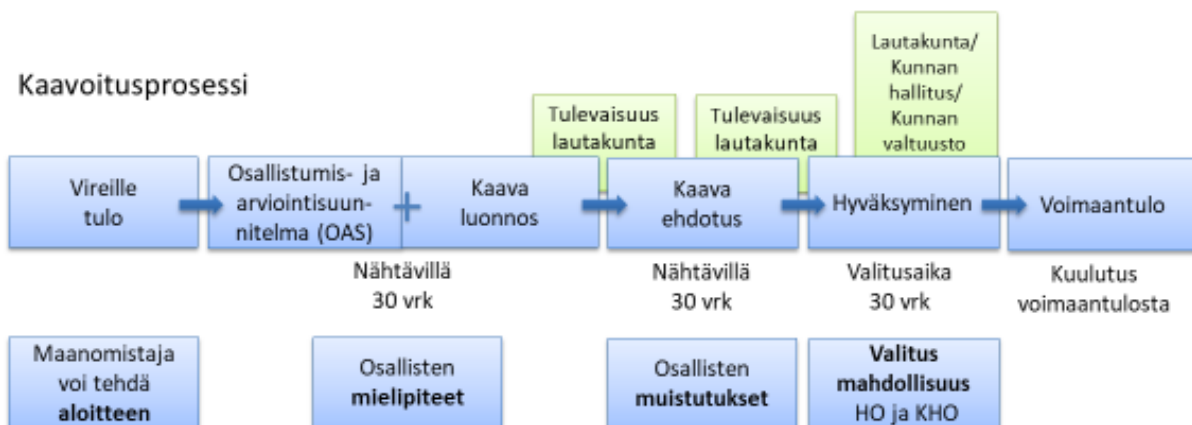 Kaavoitusprosessi
Tulevaisuus
lautakunta
Tulevaisuus
lautakunta
Lautakunta/
Kunnan
hallitus/
Kunnan
valtuusto
Vireille
tulo
Osallistumis- ja
arviointisuun-
nitelma (OAS)
+
Kaava
luonnos
Kaava
ehdotus
Hyväksyminen
Voimaantulo
Nähtävillä
30 vrk
Nähtävillä
30 vrk
Valitusaika
30 vrk
Kuulutus
voimaantulosta
Maanomistaja
voi tehdä
aloitteen
Osallisten
mielipiteet
Osallisten
muistutukset
Valitus
mahdollisuus
HO ja KHO